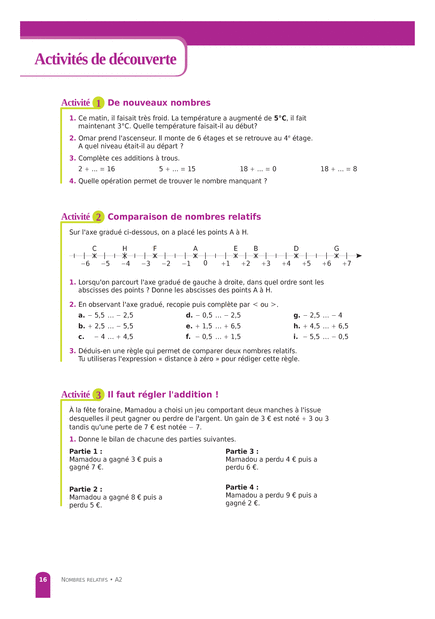 Activités de découverte
Activité 1 De nouveaux nombres
1. Ce matin, il faisait très froid. La température a augmenté de 5°C, il fait
maintenant 3°C. Quelle température faisait-il au début?
2. Omar prend l'ascenseur. Il monte de 6 étages et se retrouve au 4e étage.
A quel niveau était-il au départ ?
3. Complète ces additions à trous.
2 + ... = 16 5 + ... = 15 18 + ... = 0 18 + ... = 8
4. Quelle opération permet de trouver le nombre manquant ?
Activité 2 Comparaison de nombres relatifs
Sur l'axe gradué ci-dessous, on a placé les points A à H.
C H F A E B D G
−6 −5 −4 −3 −2 −1 0 +1 +2 +3 +4 +5 +6 +7
1. Lorsqu'on parcourt l'axe gradué de gauche à droite, dans quel ordre sont les
abscisses des points ? Donne les abscisses des points A à H.
2. En observant l'axe gradué, recopie puis complète par < ou >.
a. − 5,5 ... − 2,5 d. − 0,5 ... − 2,5 g. − 2,5 ... − 4
b. + 2,5 ... − 5,5 e. + 1,5 ... + 6,5 h. + 4,5 ... + 6,5
c. − 4 ... + 4,5 f. − 0,5 ... + 1,5 i. − 5,5 ... − 0,5
3. Déduis-en une règle qui permet de comparer deux nombres relatifs.
Tu utiliseras l'expression « distance à zéro » pour rédiger cette règle.
Activité 3 Il faut régler l'addition !
À la fête foraine, Mamadou a choisi un jeu comportant deux manches à l'issue
desquelles il peut gagner ou perdre de l'argent. Un gain de 3 € est noté + 3 ou 3
tandis qu'une perte de 7 € est notée − 7.
1. Donne le bilan de chacune des parties suivantes.
Partie 1 :
Mamadou a gagné 3 € puis a
gagné 7 €.
Partie 3 :
Mamadou a perdu 4 € puis a
perdu 6 €.
Partie 2 :
Mamadou a gagné 8 € puis a
perdu 5 €.
Partie 4 :
Mamadou a perdu 9 € puis a
gagné 2 €.
16 NOMBRES RELATIFS • A2